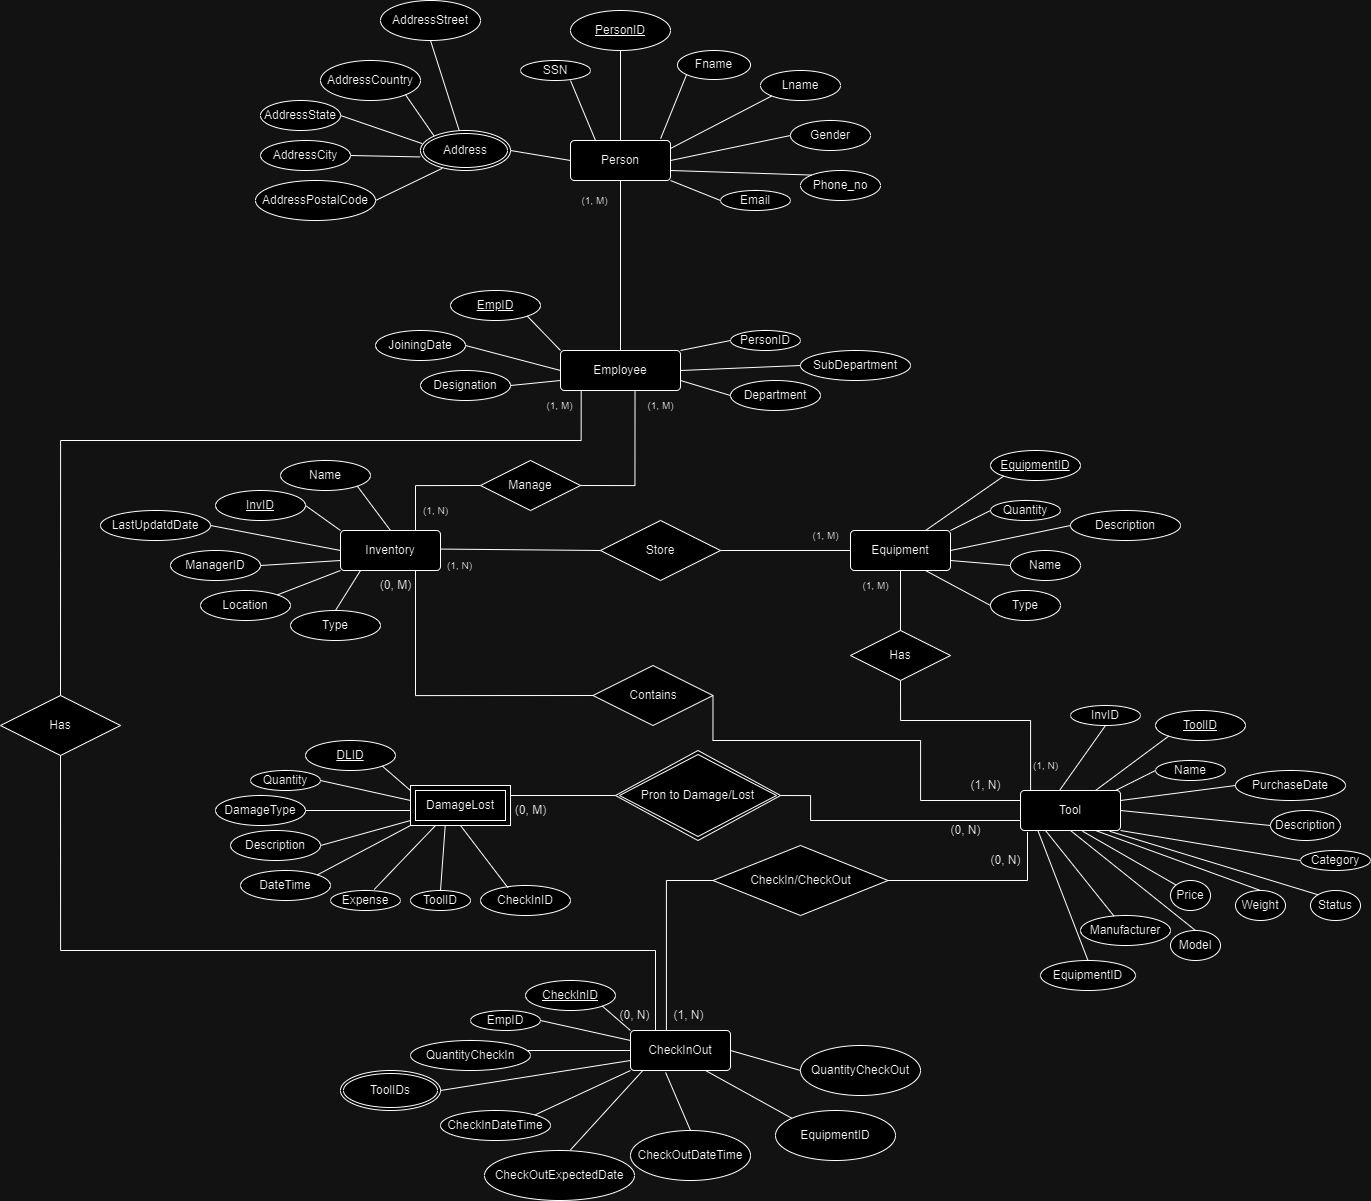 AddressStreet
PersonID
Fname
SSN
AddressCountry
Lname
AddressState
Gender
Address
AddressCity
Person
Phone_no
AddressPostalCode
(1, M)
Email
EmpID
JoiningDate
PersonID
Employee
SubDepartment
Designation
Department
(1, M)
(1, M)
EquipmentID
Name
Manage
InvID
(1, N)
Quantity
LastUpdatdDate
Description
(1, M)
Inventory
Store
Equipment
ManagerID
(1, N)
Name
(0, M)
(1, M)
Location
Type
Type
Has
Contains
InvID
ToolID
Has
DLID
(1, N)
Name
Quantity
(1, N)
PurchaseDate
Pron to Damage/Lost
DamageType
DamageLost
(0, M)
Tool
Description
(0, N)
Description
(0, N)
Category
DateTime
CheckIn/CheckOut
Expense
ToolID
CheckInID
Price
Weight
Status
Manufacturer
Model
EquipmentID
CheckInID
EmpID
(0, N)
(1, N)
QuantityCheckIn
CheckInOut
QuantityCheckOut
ToolIDs
CheckInDateTime
EquipmentID
CheckOutDateTime
CheckOutExpectedDate